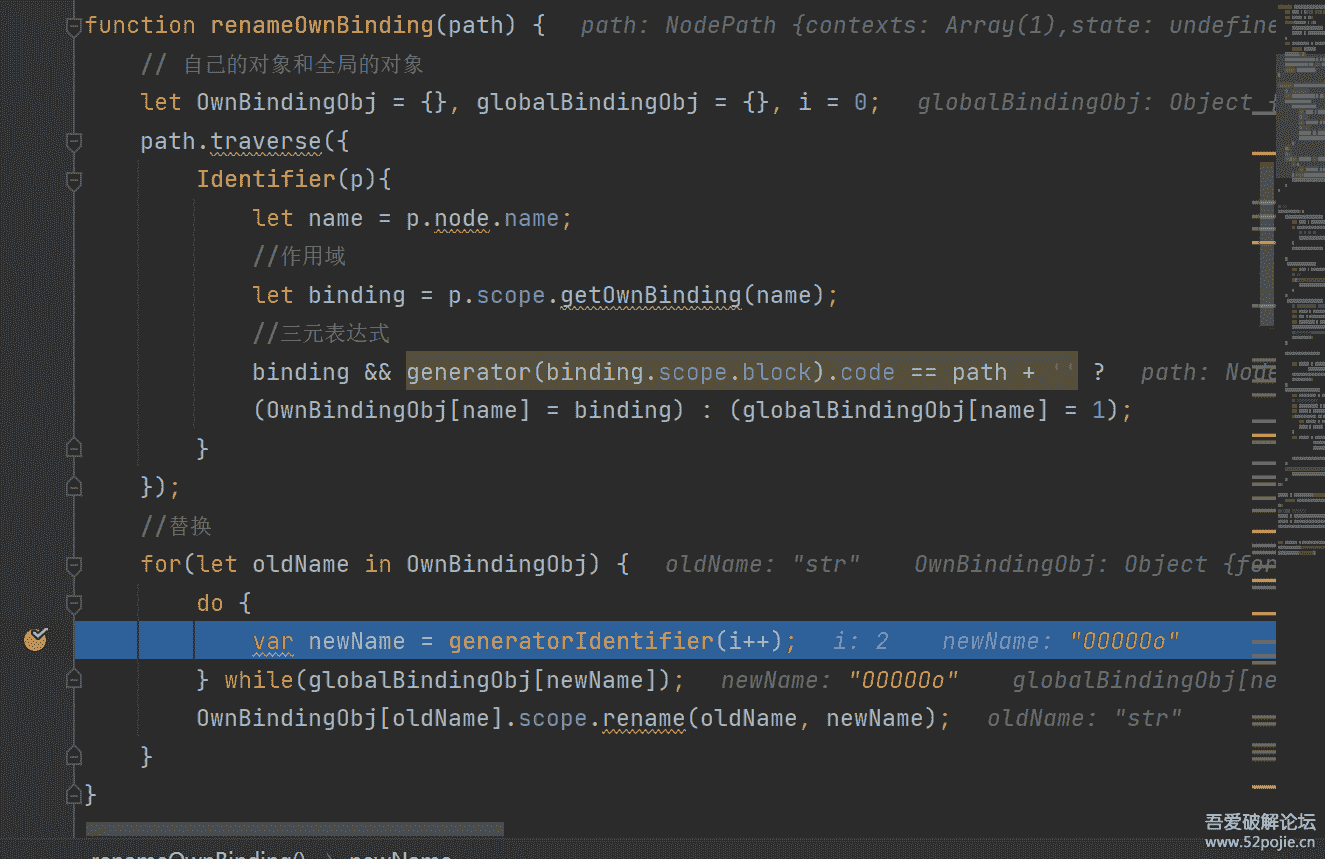 function renameOwnBinding(path) {   path: NodePath {contexts: Array(1),state: undefine
// 自己的对象和全局的对象
let OwnBindingObj = {}, globalBindingObj = {}, i = 0;   globalBindingObj: Object {
path.traverse({
Identifier(p){
let name = p.node.name;
//作用域
let binding = p.scope.getOwnBinding(name);
//三元表达式
binding && generator(binding.scope.block).code == path + '' ?   path: Node
(OwnBindingObj[name] = binding) : (globalBindingObj[name] = 1);
}
});
//替换
for(let oldName in OwnBindingObj) {   oldName: "str"   OwnBindingObj: Object {for
do {
var newName = generatorIdentifier(i++);   i: 2   newName: "OOOOOo"
} while(globalBindingObj[newName]);   newName: "OOOOOo"   globalBindingObj[ne
OwnBindingObj[oldName].scope.rename(oldName, newName);   oldName: "str"
}
}
吾爱破解论坛
www.52pojie.cn
renameOwnBinding() > newName